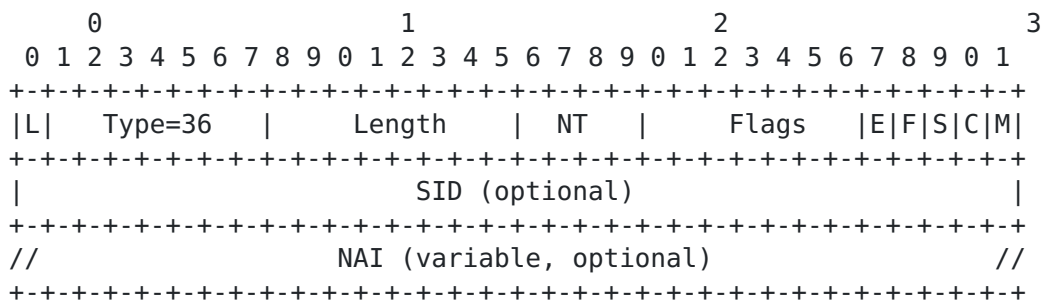 0                   1                   2                   3
 0 1 2 3 4 5 6 7 8 9 0 1 2 3 4 5 6 7 8 9 0 1 2 3 4 5 6 7 8 9 0 1
+-+-+-+-+-+-+-+-+-+-+-+-+-+-+-+-+-+-+-+-+-+-+-+-+-+-+-+-+-+-+-+-+
|L|   Type=36   |     Length    |  NT   |     Flags   |E|F|S|C|M|
+-+-+-+-+-+-+-+-+-+-+-+-+-+-+-+-+-+-+-+-+-+-+-+-+-+-+-+-+-+-+-+-+
|                         SID (optional)                        |
+-+-+-+-+-+-+-+-+-+-+-+-+-+-+-+-+-+-+-+-+-+-+-+-+-+-+-+-+-+-+-+-+
//                   NAI (variable, optional)                  //
+-+-+-+-+-+-+-+-+-+-+-+-+-+-+-+-+-+-+-+-+-+-+-+-+-+-+-+-+-+-+-+-+